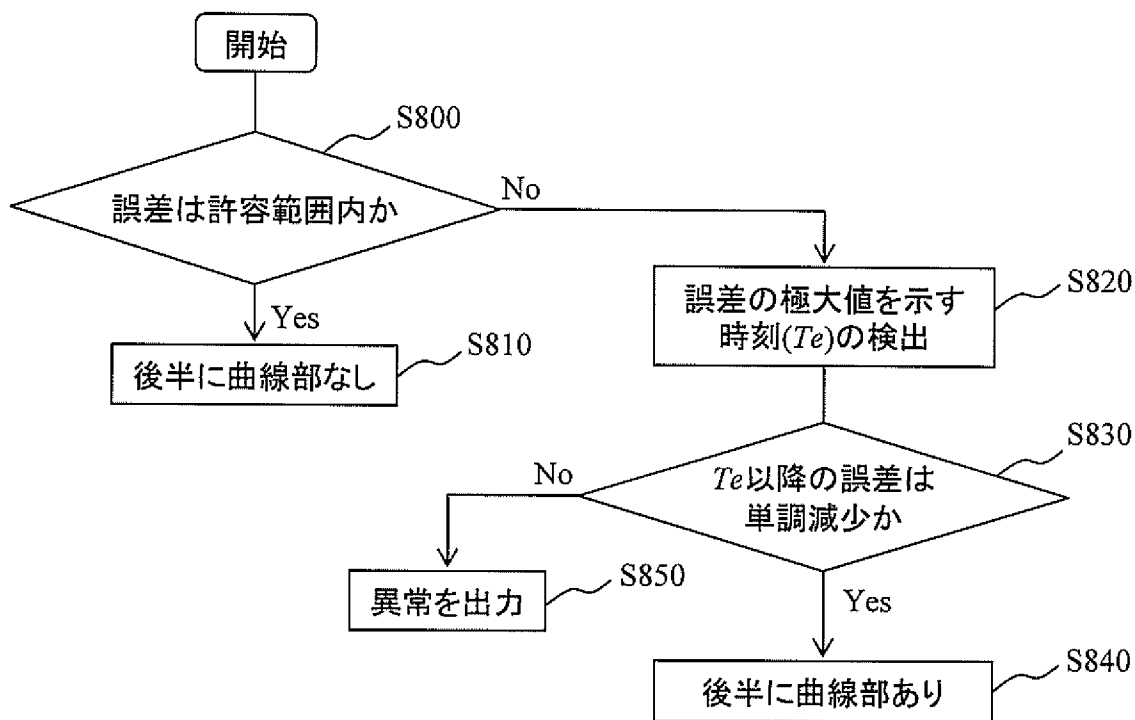 開始
S800
誤差は許容範囲内か
No
Yes
S810
後半に曲線部なし
S820
誤差の極大値を示す
時刻(Te)の検出
S830
Te以降の誤差は
単調減少か
No
S850
異常を出力
Yes
S840
後半に曲線部あり